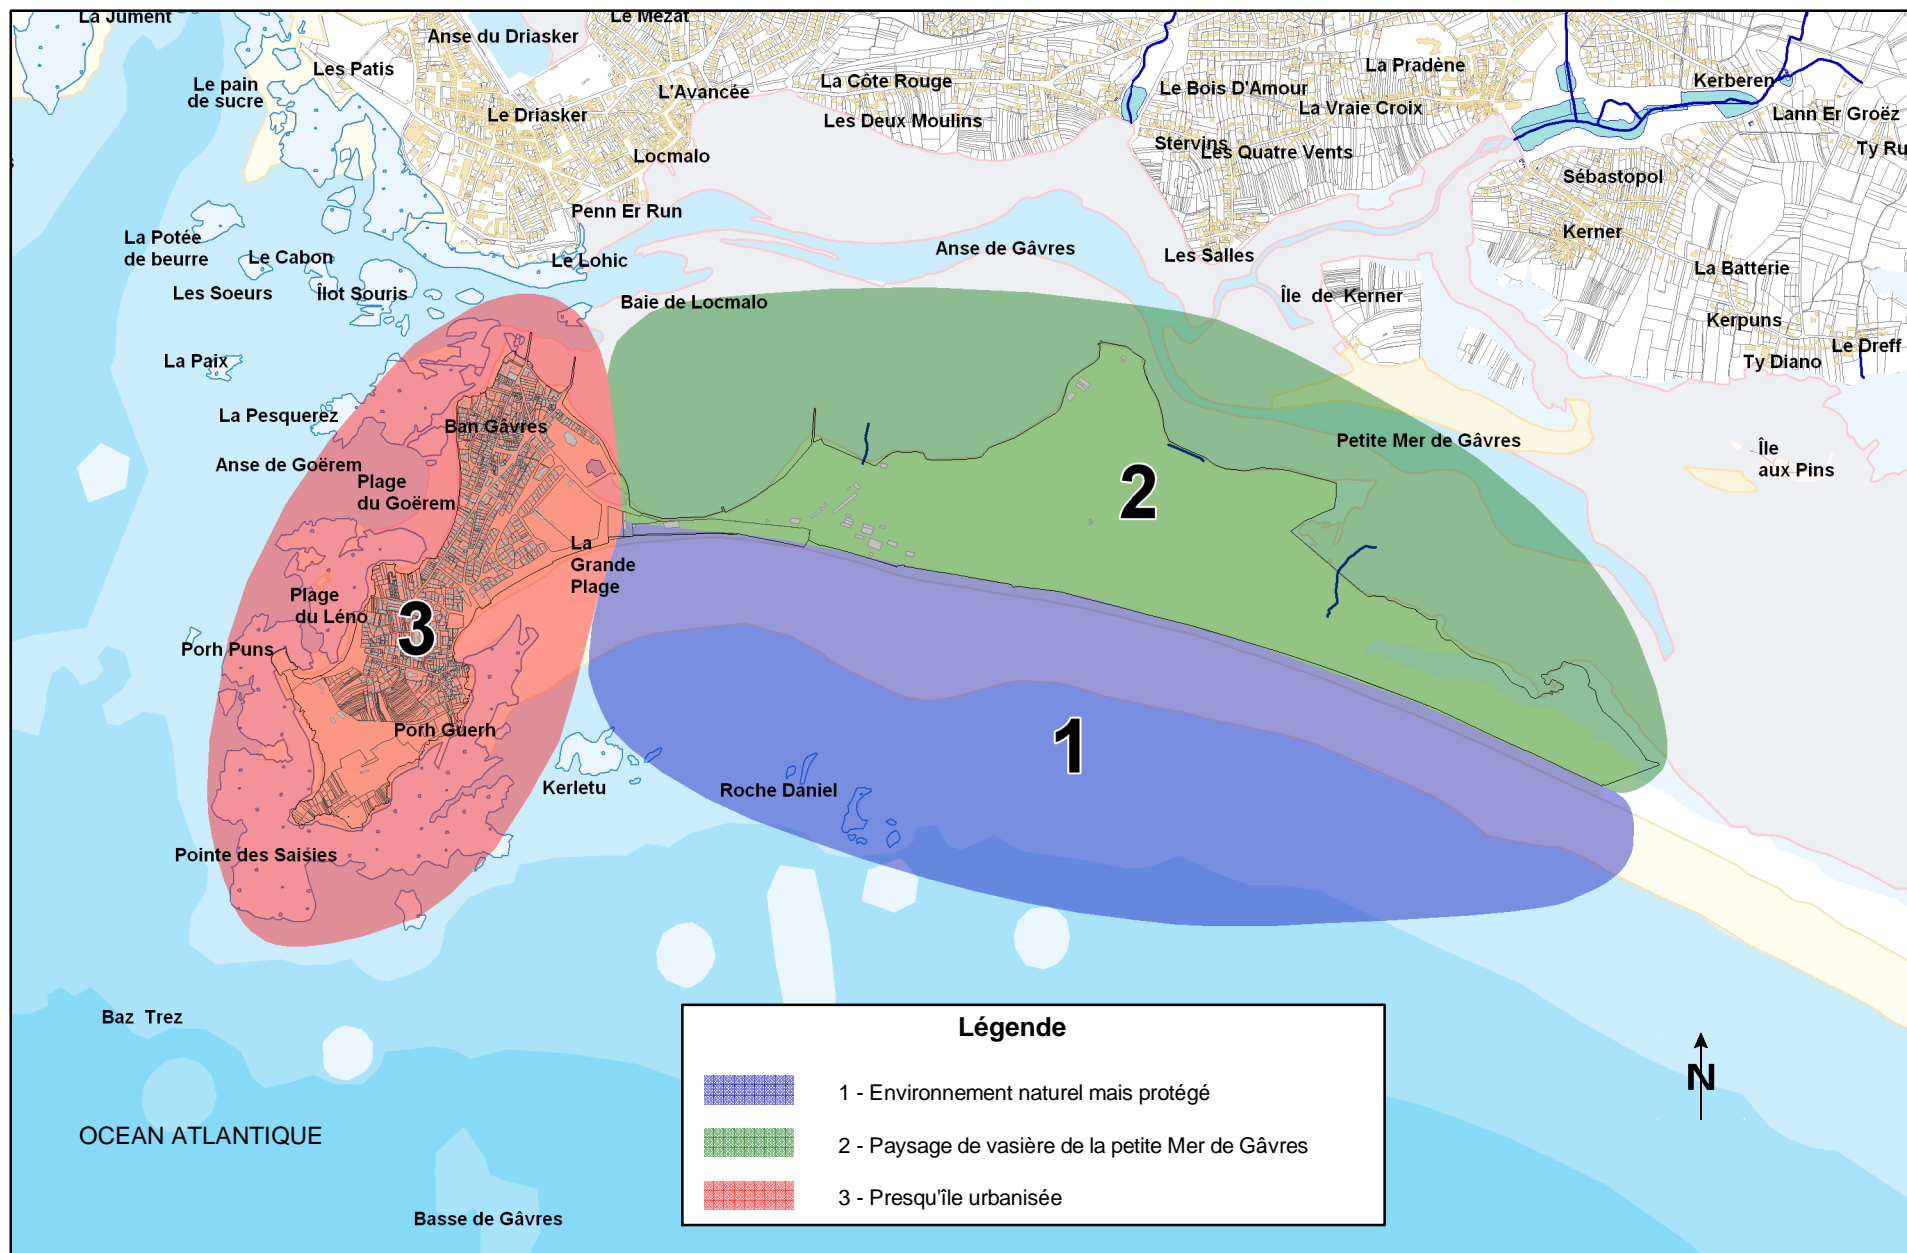 La Jument
Le Mezat
Anse du Driasker
Les Patis
Le pain
de sucre
L'Avancée
La Côte Rouge
La Pradène
Kerberen
Le Bois D'Amour
La Vraie Croix
Le Driasker
Les Deux Moulins
Lann Er Groëz
Stervins
Les Quatre Vents
Ty Ru
Locmalo
Sébastopol
Penn Er Run
La Potée
de beurre
Le Cabon
Le Lohic
Anse de Gâvres
Les Salles
Kerner
La Batterie
Les Soeurs
Îlot Souris
Baie de Locmalo
Île de Kerner
Kerpuns
Le Dreff
Ty Diano
La Paix
La Pesquerez
Ban Gâvres
Petite Mer de Gâvres
Île
aux Pins
Anse de Goërem
Plage
du Goërem
2
La
Grande
Plage
Plage
du Léno
3
Porh Puns
Porh Guerh
1
Kerletu
Roche Daniel
Pointe des Saisies
Baz Trez
OCEAN ATLANTIQUE
Basse de Gâvres
N
Légende
1 - Environnement naturel mais protégé
2 - Paysage de vasière de la petite Mer de Gâvres
3 - Presqu'île urbanisée